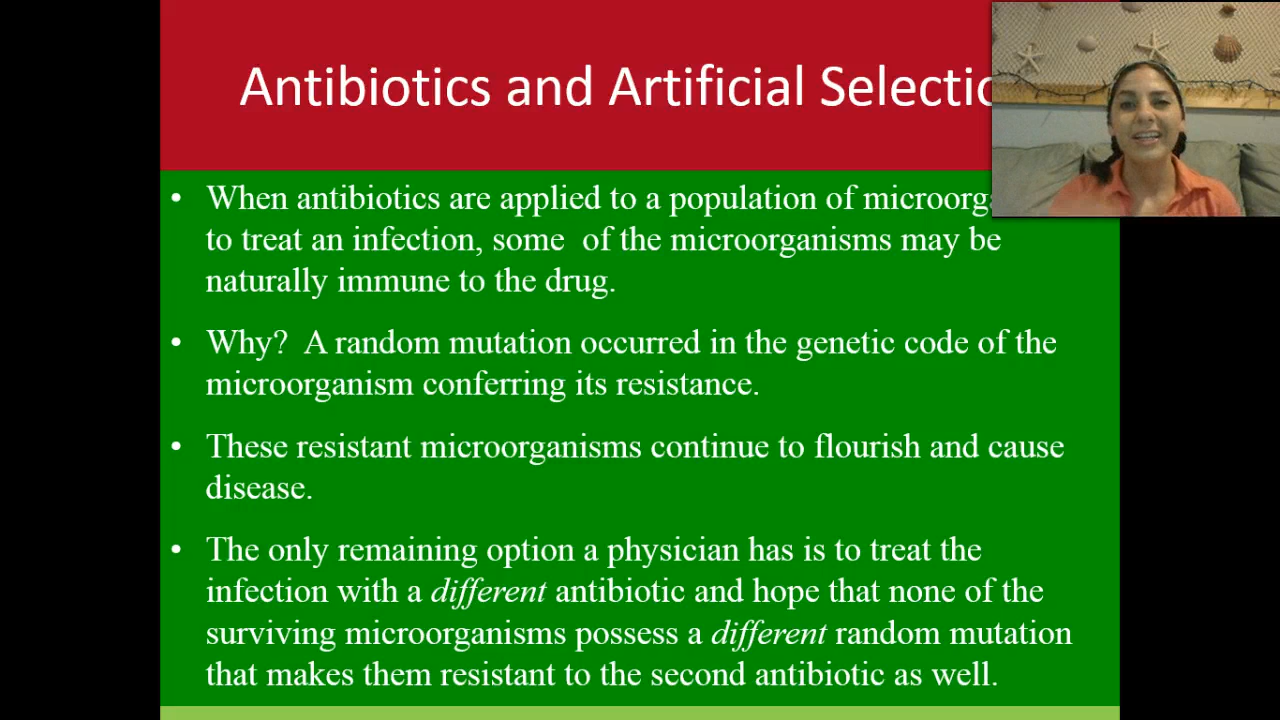 Antibiotics and Artificial Selectio
• When antibiotics are applied to a population of microorg
to treat an infection, some  of the microorganisms may be
naturally immune to the drug.
• Why?  A random mutation occurred in the genetic code of the
microorganism conferring its resistance.
• These resistant microorganisms continue to flourish and cause
disease.
• The only remaining option a physician has is to treat the
infection with a different antibiotic and hope that none of the
surviving microorganisms possess a different random mutation
that makes them resistant to the second antibiotic as well.